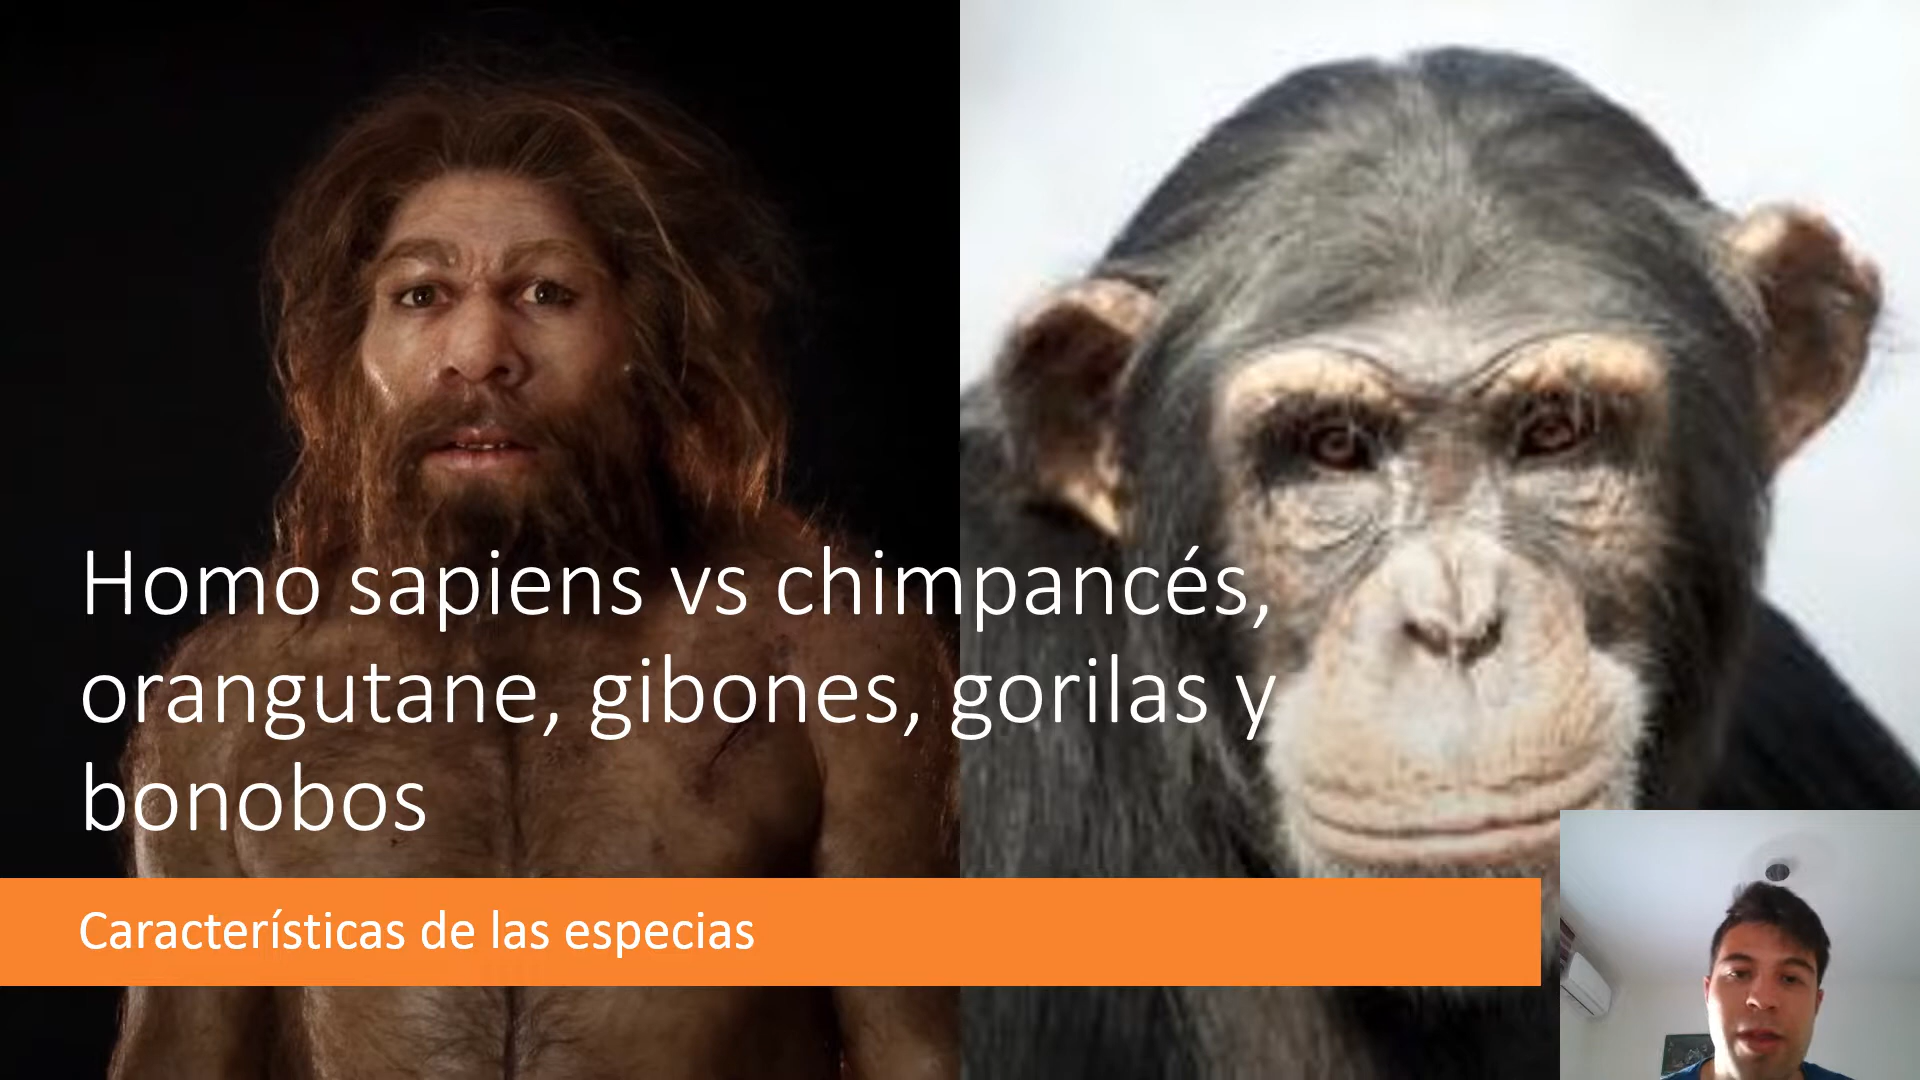 Homo sapiens vs chimpancés,
orangutane, gibones, gorilas y
bonobos
Características de las especias